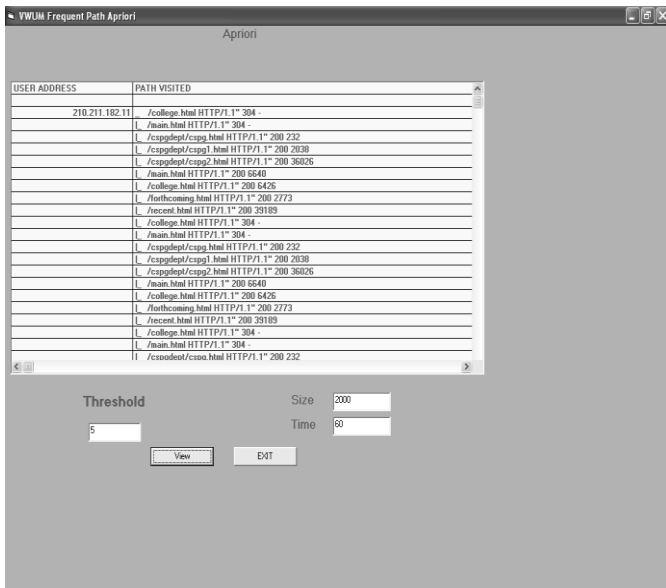 VWUM Frequent Path Apriori
Apriori
USER ADDRESS PATH VISITED
210.211.182.11 _ /college.html HTTP/1.1" 304 -
|_ /main.html HTTP/1.1" 304 -
|_ /cspgdept/cspg.html HTTP/1.1" 200 232
|_ /cspgdept/cspg1.html HTTP/1.1" 200 2038
|_ /cspgdept/cspg2.html HTTP/1.1" 200 36026
|_ /main.html HTTP/1.1" 200 6640
|_ /college.html HTTP/1.1" 200 6426
|_ /forthcoming.html HTTP/1.1" 200 2773
|_ /recent.html HTTP/1.1" 200 39189
|_ /college.html HTTP/1.1" 304 -
|_ /main.html HTTP/1.1" 304 -
|_ /cspgdept/cspg.html HTTP/1.1" 200 232
|_ /cspgdept/cspg1.html HTTP/1.1" 200 2038
|_ /cspgdept/cspg2.html HTTP/1.1" 200 36026
|_ /main.html HTTP/1.1" 200 6640
|_ /college.html HTTP/1.1" 200 6426
|_ /forthcoming.html HTTP/1.1" 200 2773
|_ /recent.html HTTP/1.1" 200 39189
|_ /college.html HTTP/1.1" 304 -
|_ /main.html HTTP/1.1" 304 -
|_ /cspgdept/cspg.html HTTP/1.1" 200 232
Threshold Size 2000
5 Time 60
View EXIT